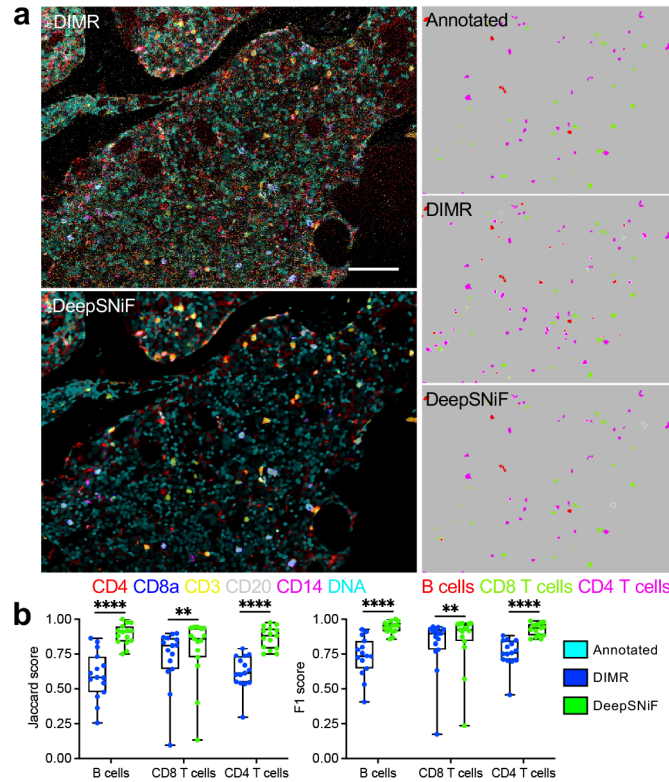 a
DIMR
Annotated
DIMR
DeepSNiF
DeepSNiF
CD4 CD8a CD3 CD20 CD14 DNA
B cells CD8 T cells CD4 T cells
b
**** ** ****
1.00
0.75
0.50
0.25
0.00
Jaccard score
B cells CD8 T cells CD4 T cells
**** ** ****
1.00
0.75
0.50
0.25
0.00
F1 score
B cells CD8 T cells CD4 T cells
Annotated
DIMR
DeepSNiF